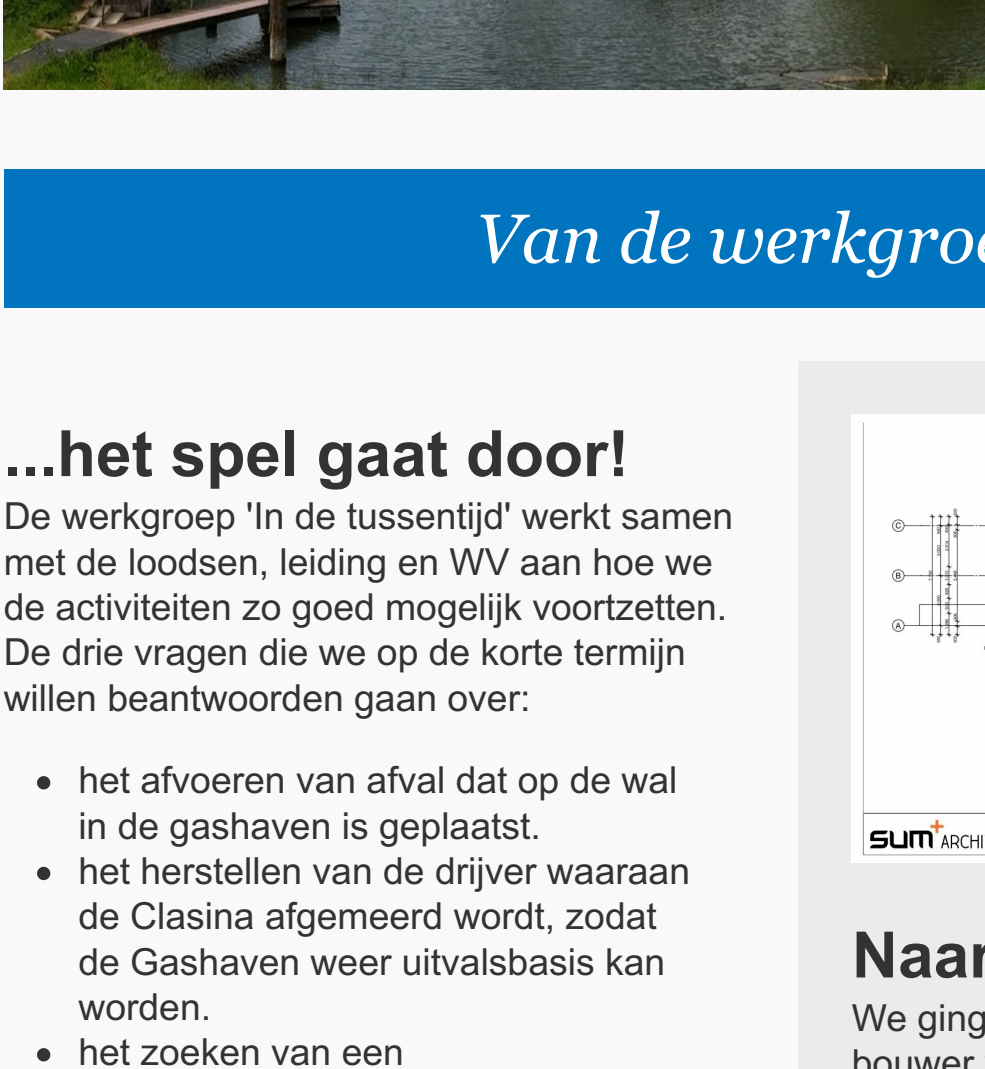 Van de werkgroe
...het spel gaat door!
De werkgroep 'In de tussentijd' werkt samen
met de loodsen, leiding en WV aan hoe we
de activiteiten zo goed mogelijk voortzetten.
De drie vragen die we op de korte termijn
willen beantwoorden gaan over:
• het afvoeren van afval dat op de wal
in de gashaven is geplaatst.
• het herstellen van de drijver waaraan
de Clasina afgemeerd wordt, zodat
de Gashaven weer uitvalsbasis kan
worden.
• het zoeken van een
C
B
A
SUM+ ARCHI
Naar
We ging
bouwer